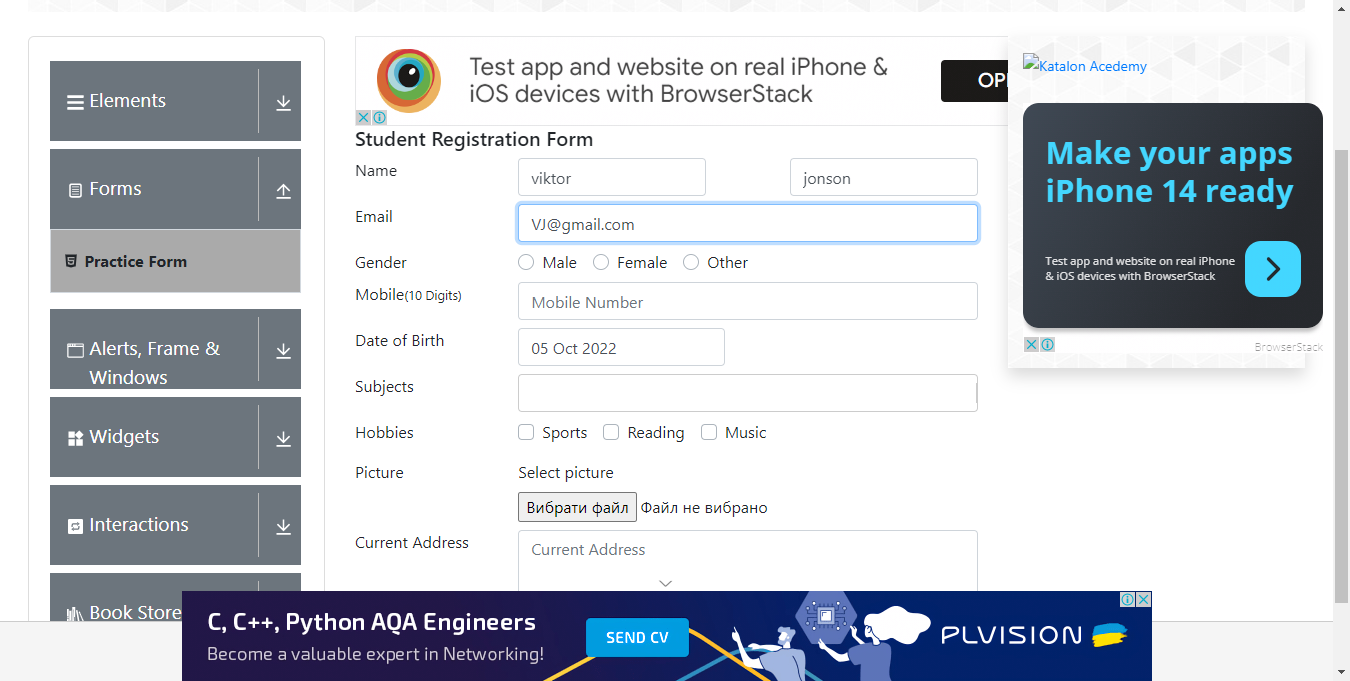 Elements
Forms
Practice Form
Alerts, Frame &
Windows
Widgets
Interactions
Book Store
Test app and website on real iPhone &
iOS devices with BrowserStack
Student Registration Form
Name
viktor
jonson
Email
VJ@gmail.com
Gender
Male
Female
Other
Mobile(10 Digits)
Mobile Number
Date of Birth
05 Oct 2022
Subjects
Hobbies
Sports
Reading
Music
Picture
Select picture
Вибрати файл Файл не вибрано
Current Address
Current Address
Katalon Acedemy
Make your apps
iPhone 14 ready
Test app and website on real iPhone
& iOS devices with BrowserStack
BrowserStack
C, C++, Python AQA Engineers
Become a valuable expert in Networking!
SEND CV
PLVISION